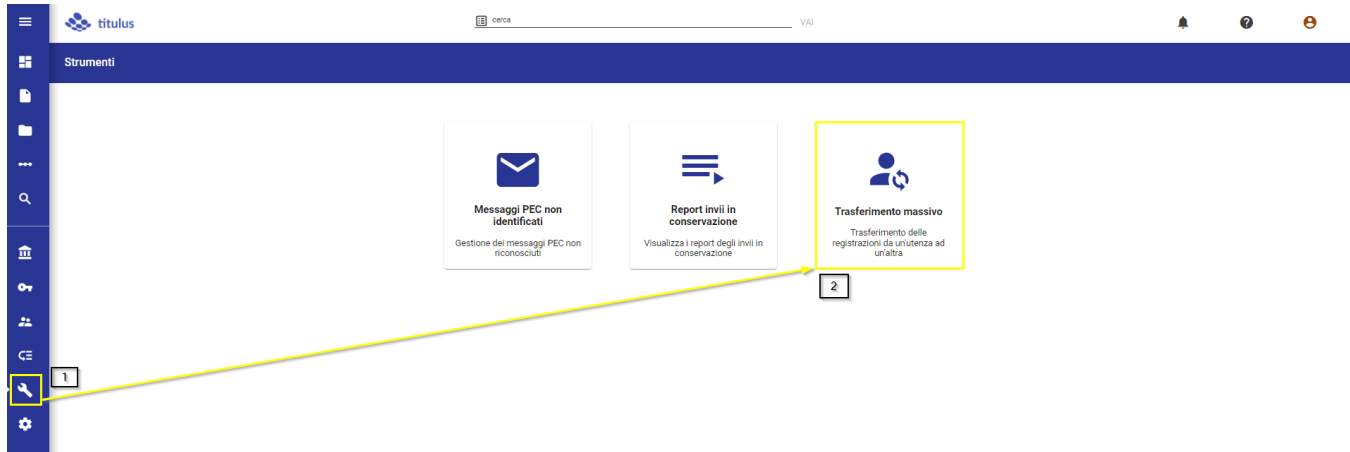 titulus
cerca
VAI
Strumenti
Messaggi PEC non
identificati
Gestione dei messaggi PEC non
riconosciuti
Report invii in
conservazione
Visualizza i report degli invii in
conservazione
Trasferimento massivo
Trasferimento delle
registrazioni da un'utenza ad
un'altra
1
2